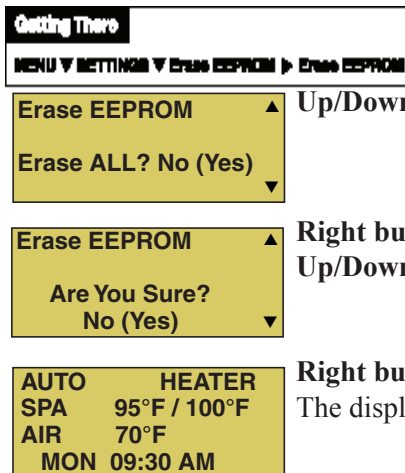 Getting There
MENU ▼ SETTINGS ▼ Erase EEPROM ▶ Erase EEPROM
Erase EEPROM ▲
Up/Down
Erase ALL? No (Yes)
▼
Erase EEPROM ▲
Right bu
Up/Down
Are You Sure?
No (Yes) ▼
Right bu
The displ
AUTO HEATER
SPA 95°F / 100°F
AIR 70°F
MON 09:30 AM